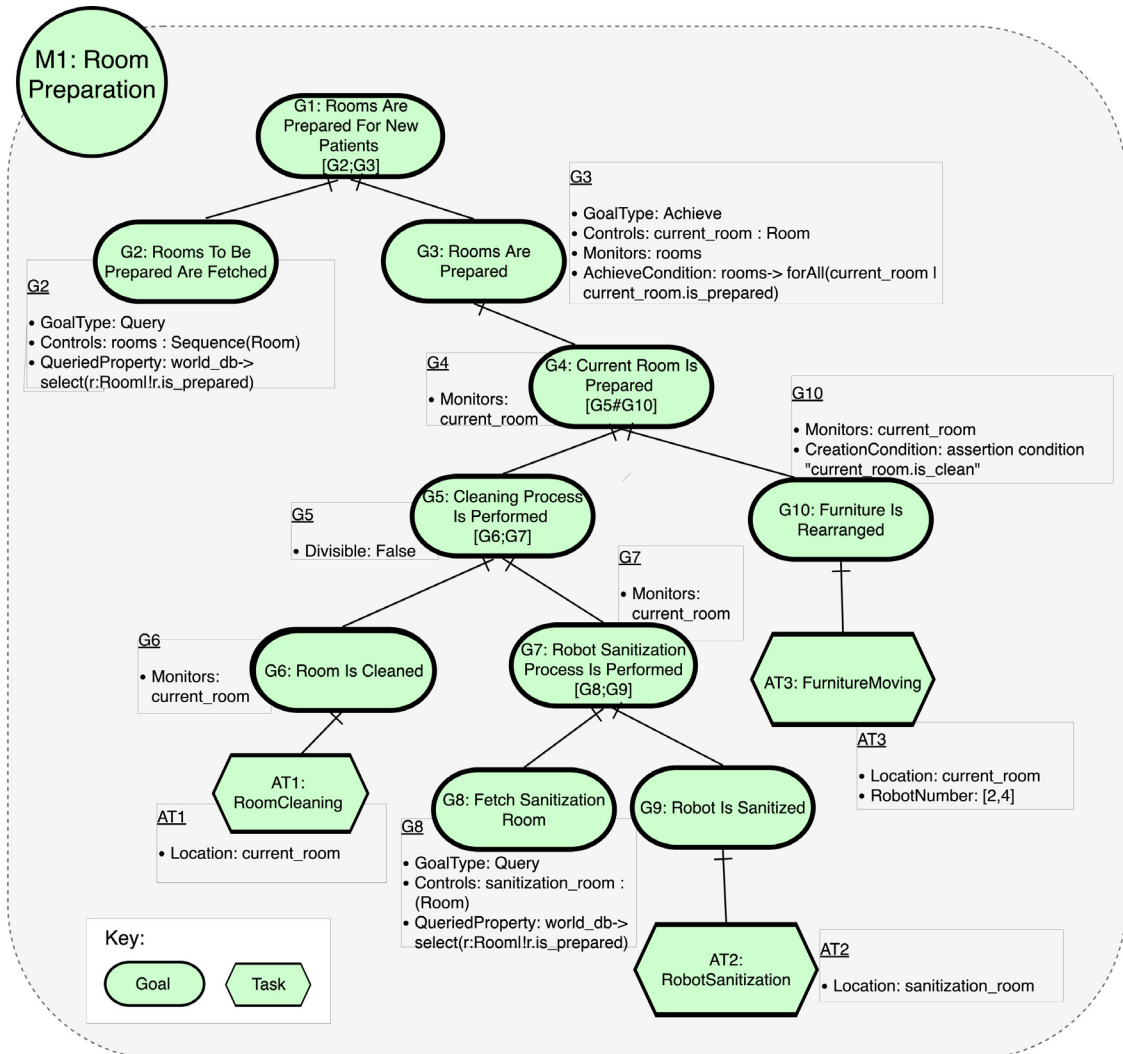 M1: Room
Preparation
G1: Rooms Are
Prepared For New
Patients
[G2;G3]
G2: Rooms To Be
Prepared Are Fetched
G2
• GoalType: Query
• Controls: rooms : Sequence(Room)
• QueriedProperty: world_db->
select(r:Room|!r.is_prepared)
G3: Rooms Are
Prepared
G3
• GoalType: Achieve
• Controls: current_room : Room
• Monitors: rooms
• AchieveCondition: rooms-> forAll(current_room |
current_room.is_prepared)
G4
• Monitors:
current_room
G4: Current Room Is
Prepared
[G5#G10]
G10
• Monitors: current_room
• CreationCondition: assertion condition
"current_room.is_clean"
G5
• Divisible: False
G5: Cleaning Process
Is Performed
[G6;G7]
G10: Furniture Is
Rearranged
G7
• Monitors:
current_room
G6
• Monitors:
current_room
G6: Room Is Cleaned
G7: Robot Sanitization
Process Is Performed
[G8;G9]
AT3: FurnitureMoving
AT3
• Location: current_room
• RobotNumber: [2,4]
AT1:
RoomCleaning
AT1
• Location: current_room
G8: Fetch Sanitization
Room
G9: Robot Is Sanitized
G8
• GoalType: Query
• Controls: sanitization_room :
(Room)
• QueriedProperty: world_db->
select(r:Room|!r.is_prepared)
AT2:
RobotSanitization
AT2
• Location: sanitization_room
Key:
Goal
Task